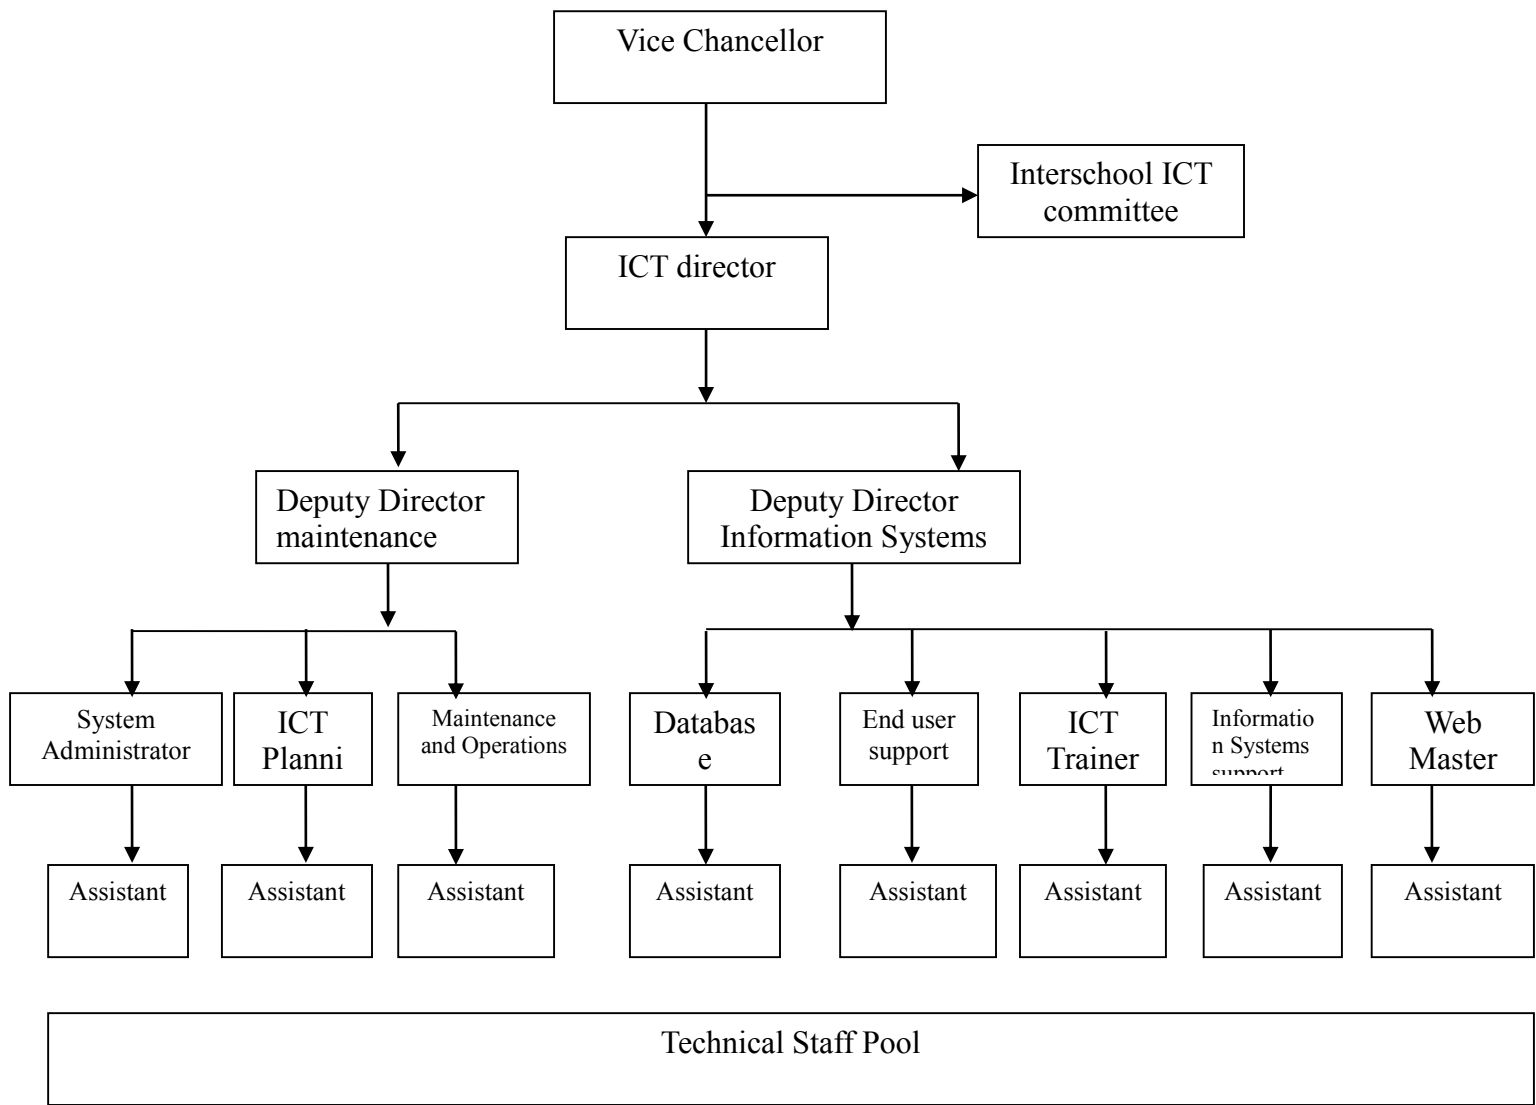 Vice Chancellor
Interschool ICT
committee
ICT director
Deputy Director
maintenance
Deputy Director
Information Systems
System
Administrator
ICT
Planni
Maintenance
and Operations
Databas
e
End user
support
ICT
Trainer
Informatio
n Systems
support
Web
Master
Assistant
Assistant
Assistant
Assistant
Assistant
Assistant
Assistant
Assistant
Technical Staff Pool